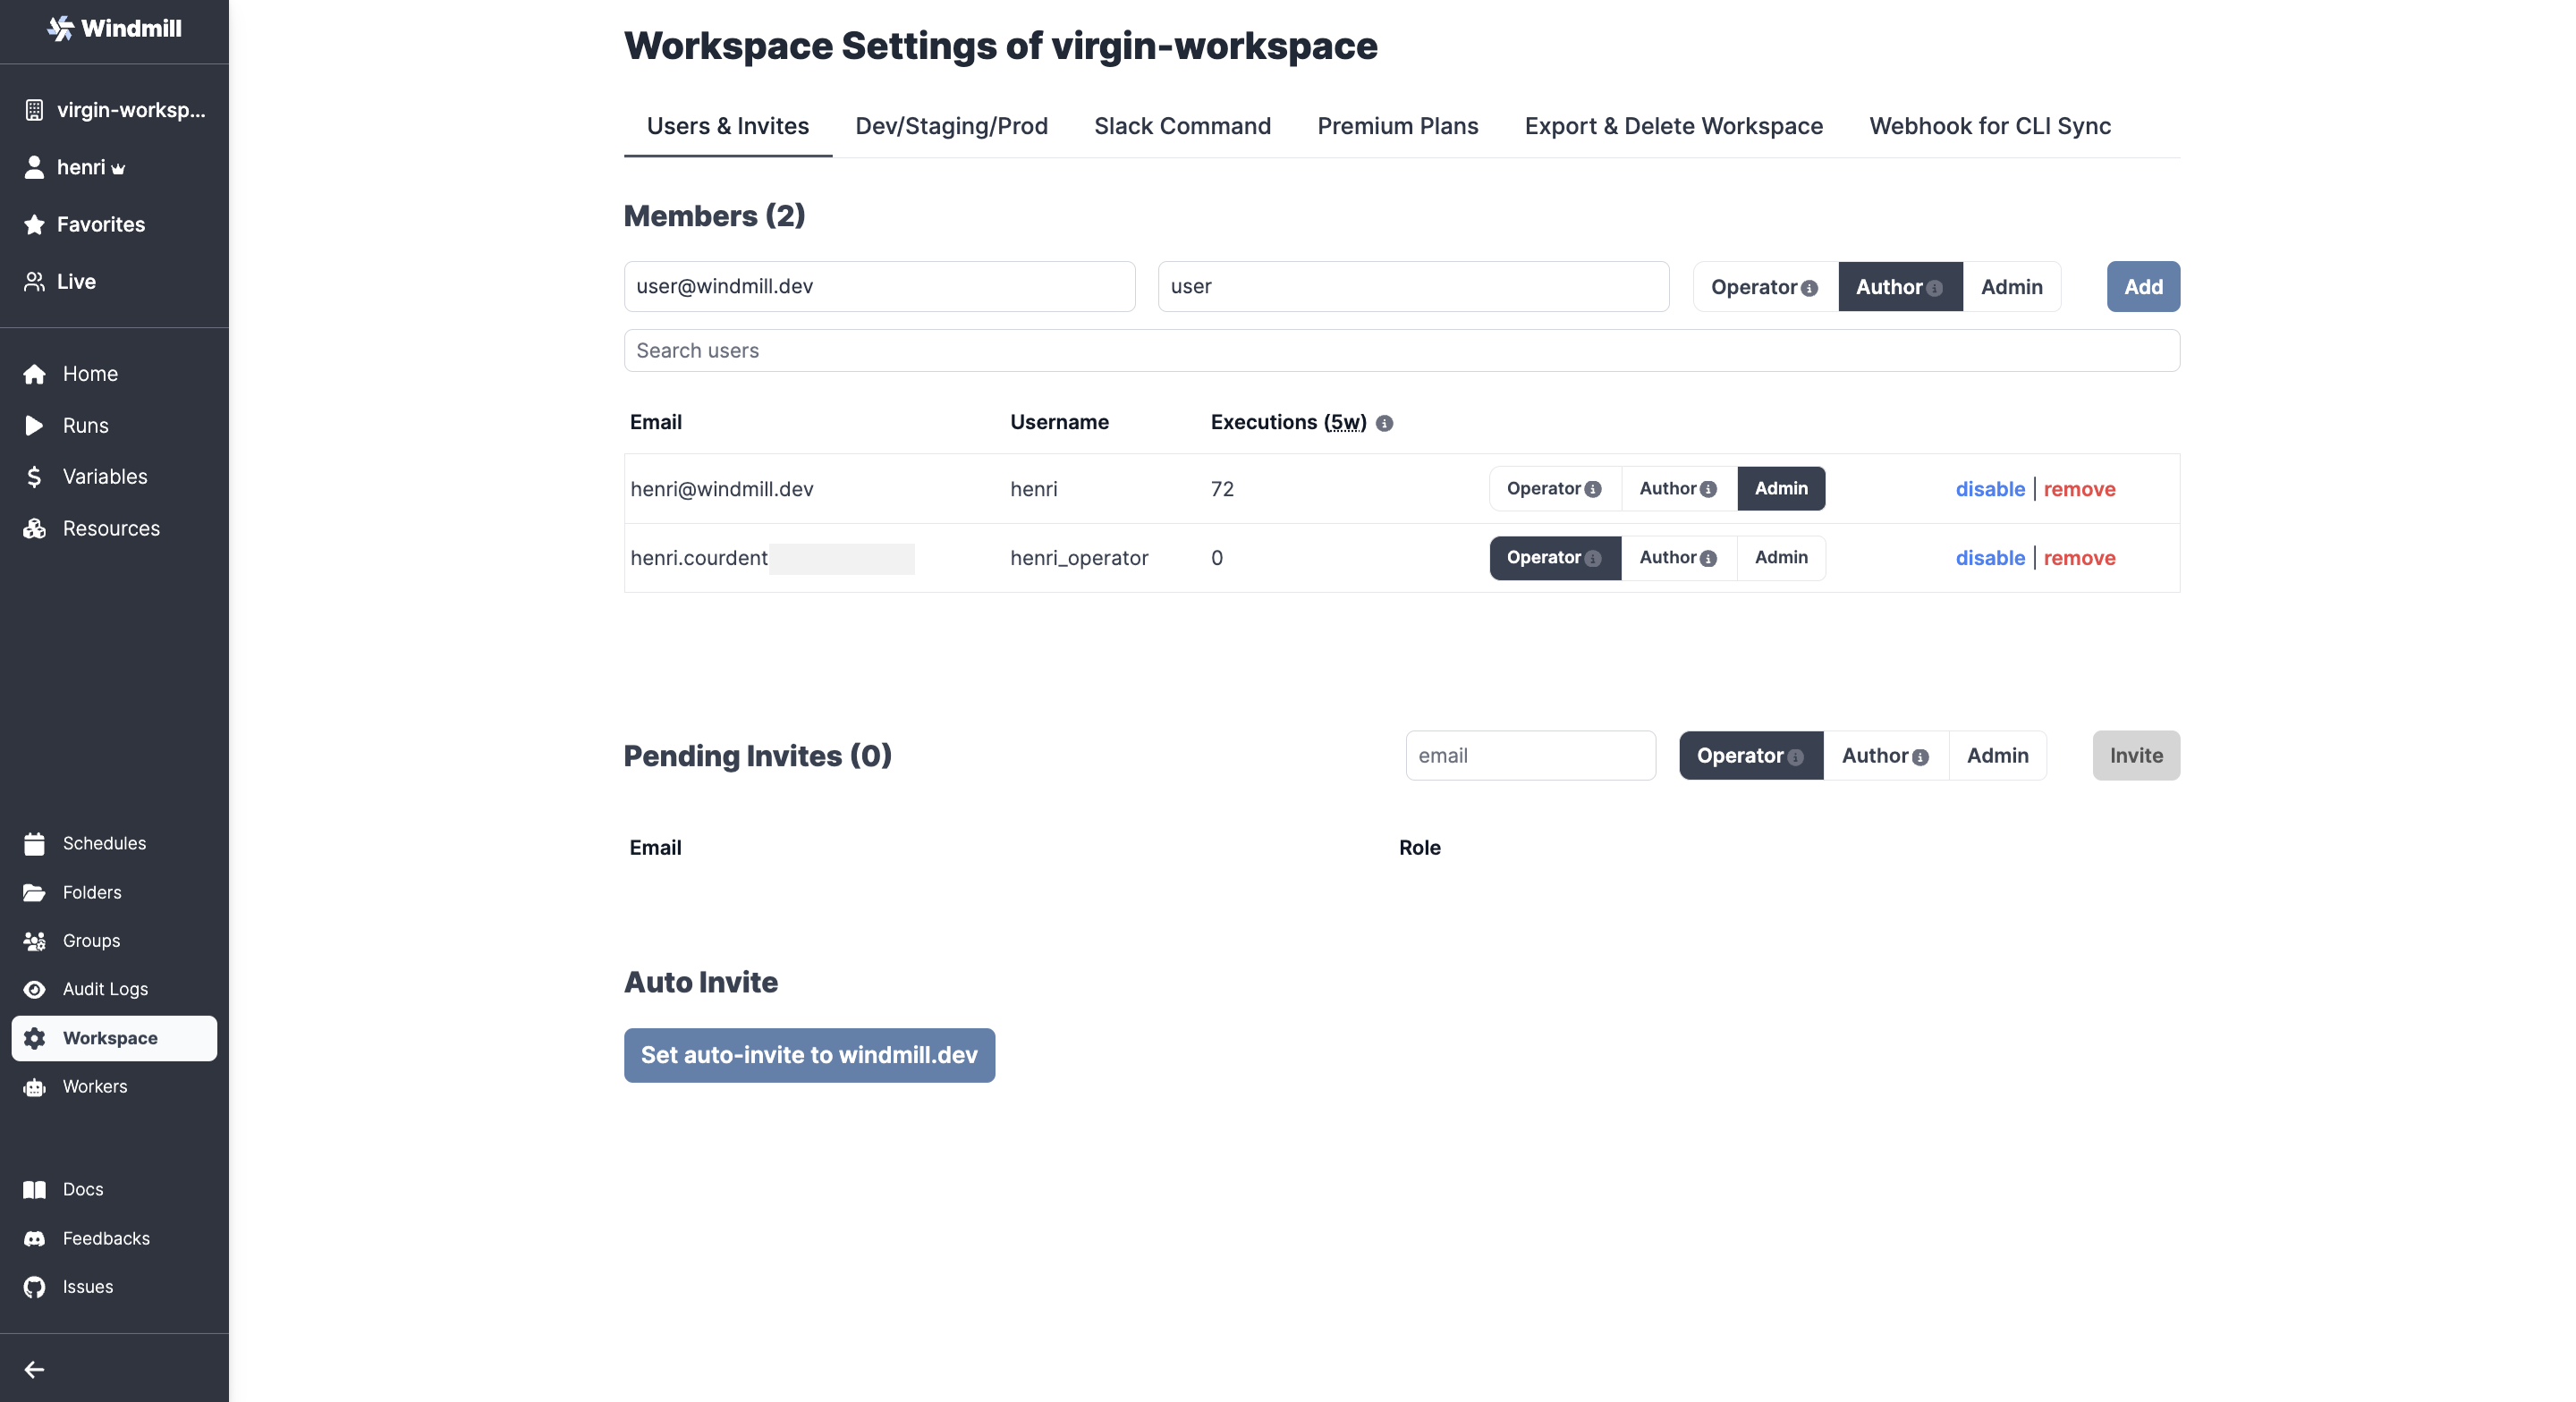 Windmill
virgin-worksp...
henri
Favorites
Live
Home
Runs
Variables
Resources
Schedules
Folders
Groups
Audit Logs
Workspace
Workers
Docs
Feedbacks
Issues
Workspace Settings of virgin-workspace
Users & Invites Dev/Staging/Prod Slack Command Premium Plans Export & Delete Workspace Webhook for CLI Sync
Members (2)
user@windmill.dev user Operator Author Admin Add
Search users
Email Username Executions (5w)
henri@windmill.dev henri 72 Operator Author Admin disable | remove
henri.courdent henri_operator 0 Operator Author Admin disable | remove
Pending Invites (0) email Operator Author Admin Invite
Email Role
Auto Invite
Set auto-invite to windmill.dev